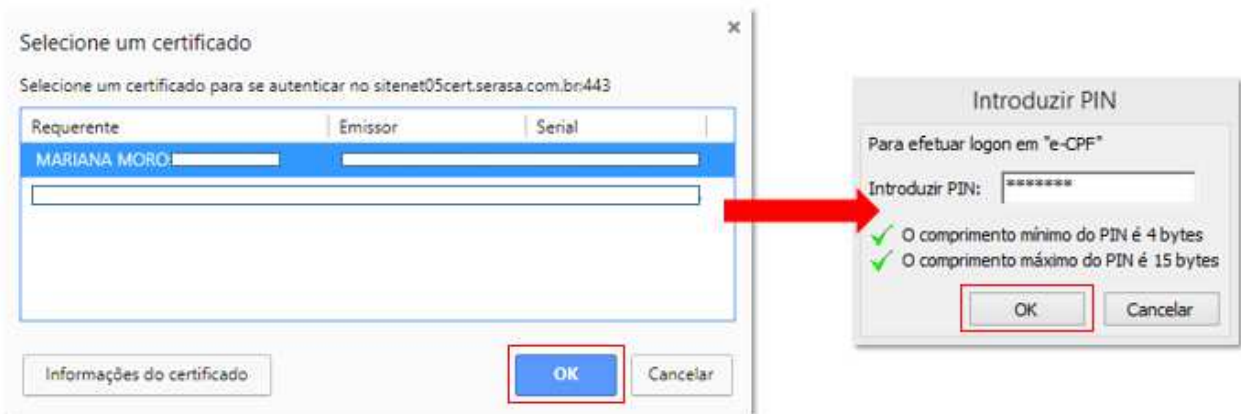 Selecione um certificado
×
Selecione um certificado para se autenticar no sitenet05cert.serasa.com.br:443
Requerente Emissor Serial
MARIANA MORO
Informações do certificado OK Cancelar
Introduzir PIN
Para efetuar logon em "e-CPF"
Introduzir PIN: *******
O comprimento mínimo do PIN é 4 bytes
O comprimento máximo do PIN é 15 bytes
OK Cancelar